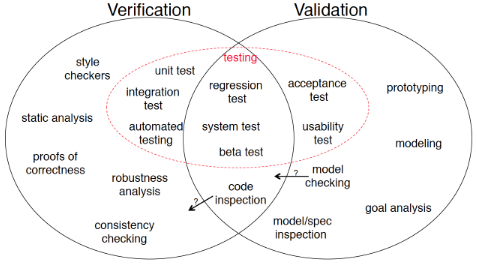 Verification
Validation
testing
style
checkers
unit test
regression
test
acceptance
test
prototyping
integration
test
static analysis
automated
testing
system test
usability
test
beta test
modeling
proofs of
correctness
robustness
analysis
code
inspection
?
?
model
checking
goal analysis
consistency
checking
model/spec
inspection